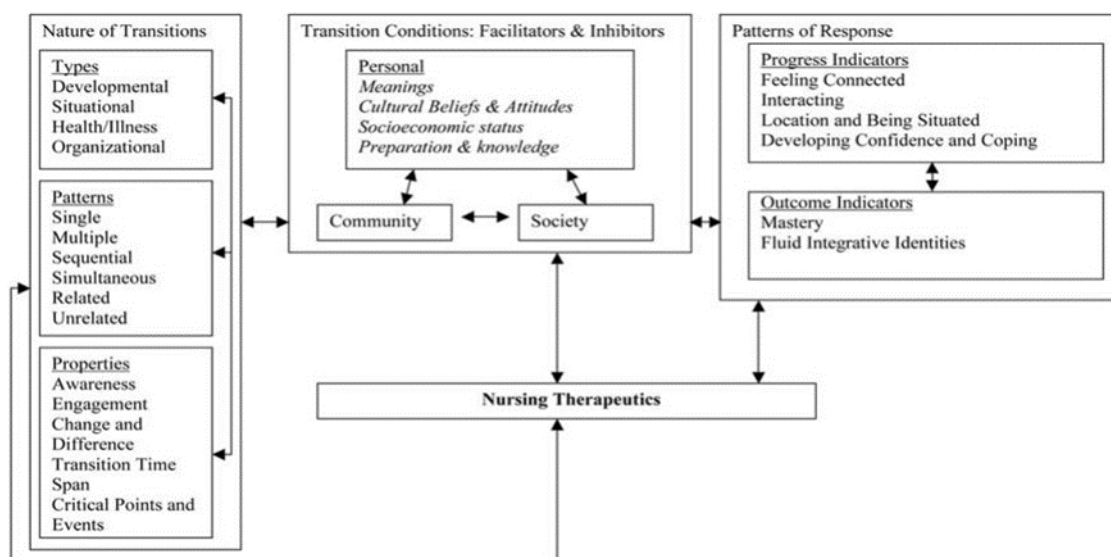 Nature of Transitions
Types
Developmental
Situational
Health/Illness
Organizational
Patterns
Single
Multiple
Sequential
Simultaneous
Related
Unrelated
Properties
Awareness
Engagement
Change and
Difference
Transition Time
Span
Critical Points and
Events
Transition Conditions: Facilitators & Inhibitors
Personal
Meanings
Cultural Beliefs & Attitudes
Socioeconomic status
Preparation & knowledge
Community
Society
Patterns of Response
Progress Indicators
Feeling Connected
Interacting
Location and Being Situated
Developing Confidence and Coping
Outcome Indicators
Mastery
Fluid Integrative Identities
Nursing Therapeutics